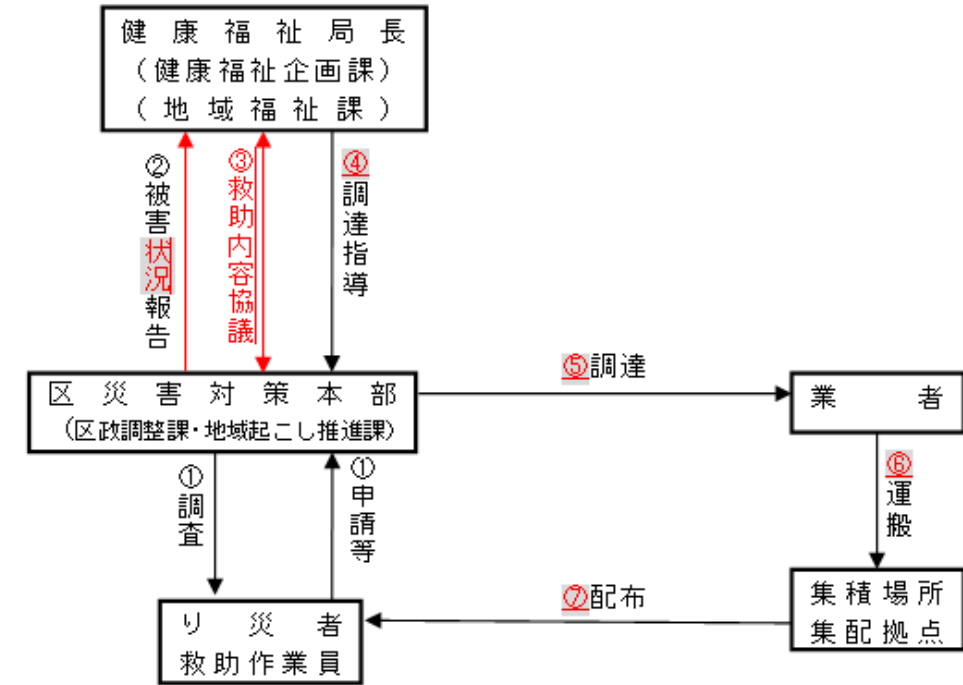 健康福祉局長
(健康福祉企画課)
(地域福祉課)
②被害状況報告
③救助内容協議
④調達指導
区災害対策本部
(区政調整課・地域起こし推進課)
⑤調達
業者
①調査
①申請等
⑥運搬
り災者
救助作業員
⑦配布
集積場所
集配拠点